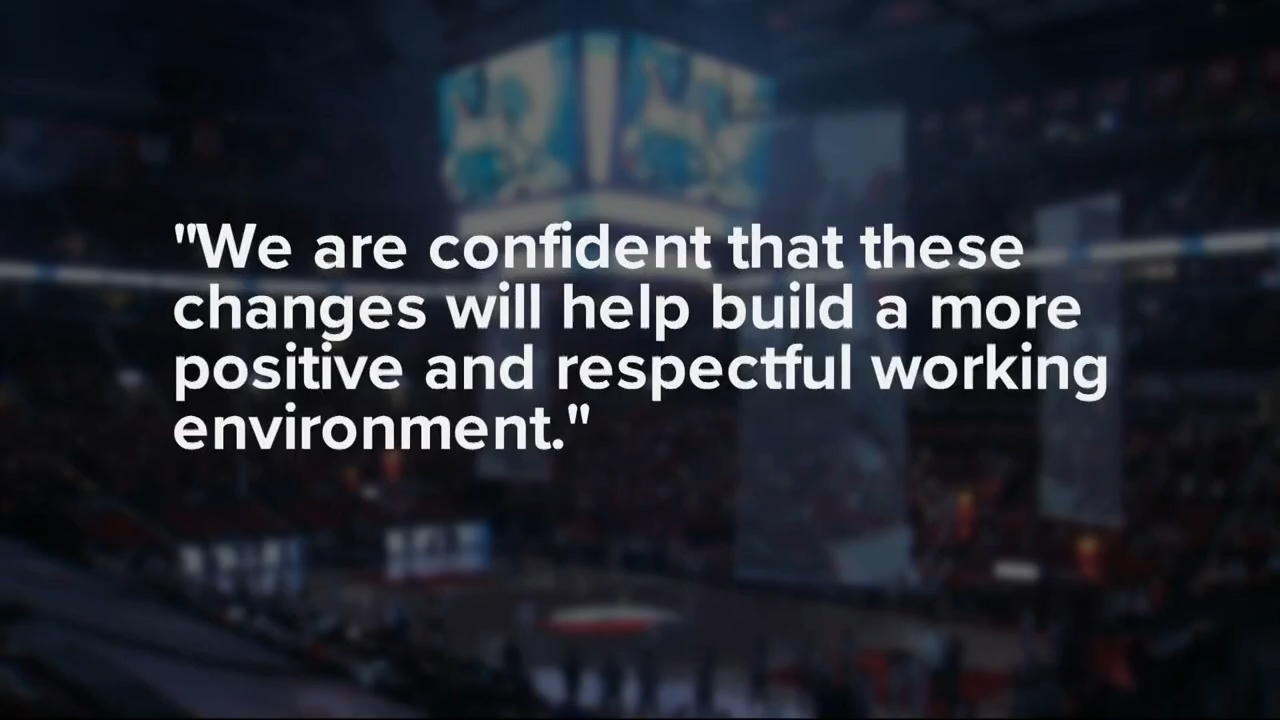 "We are confident that these
changes will help build a more
positive and respectful working
environment."